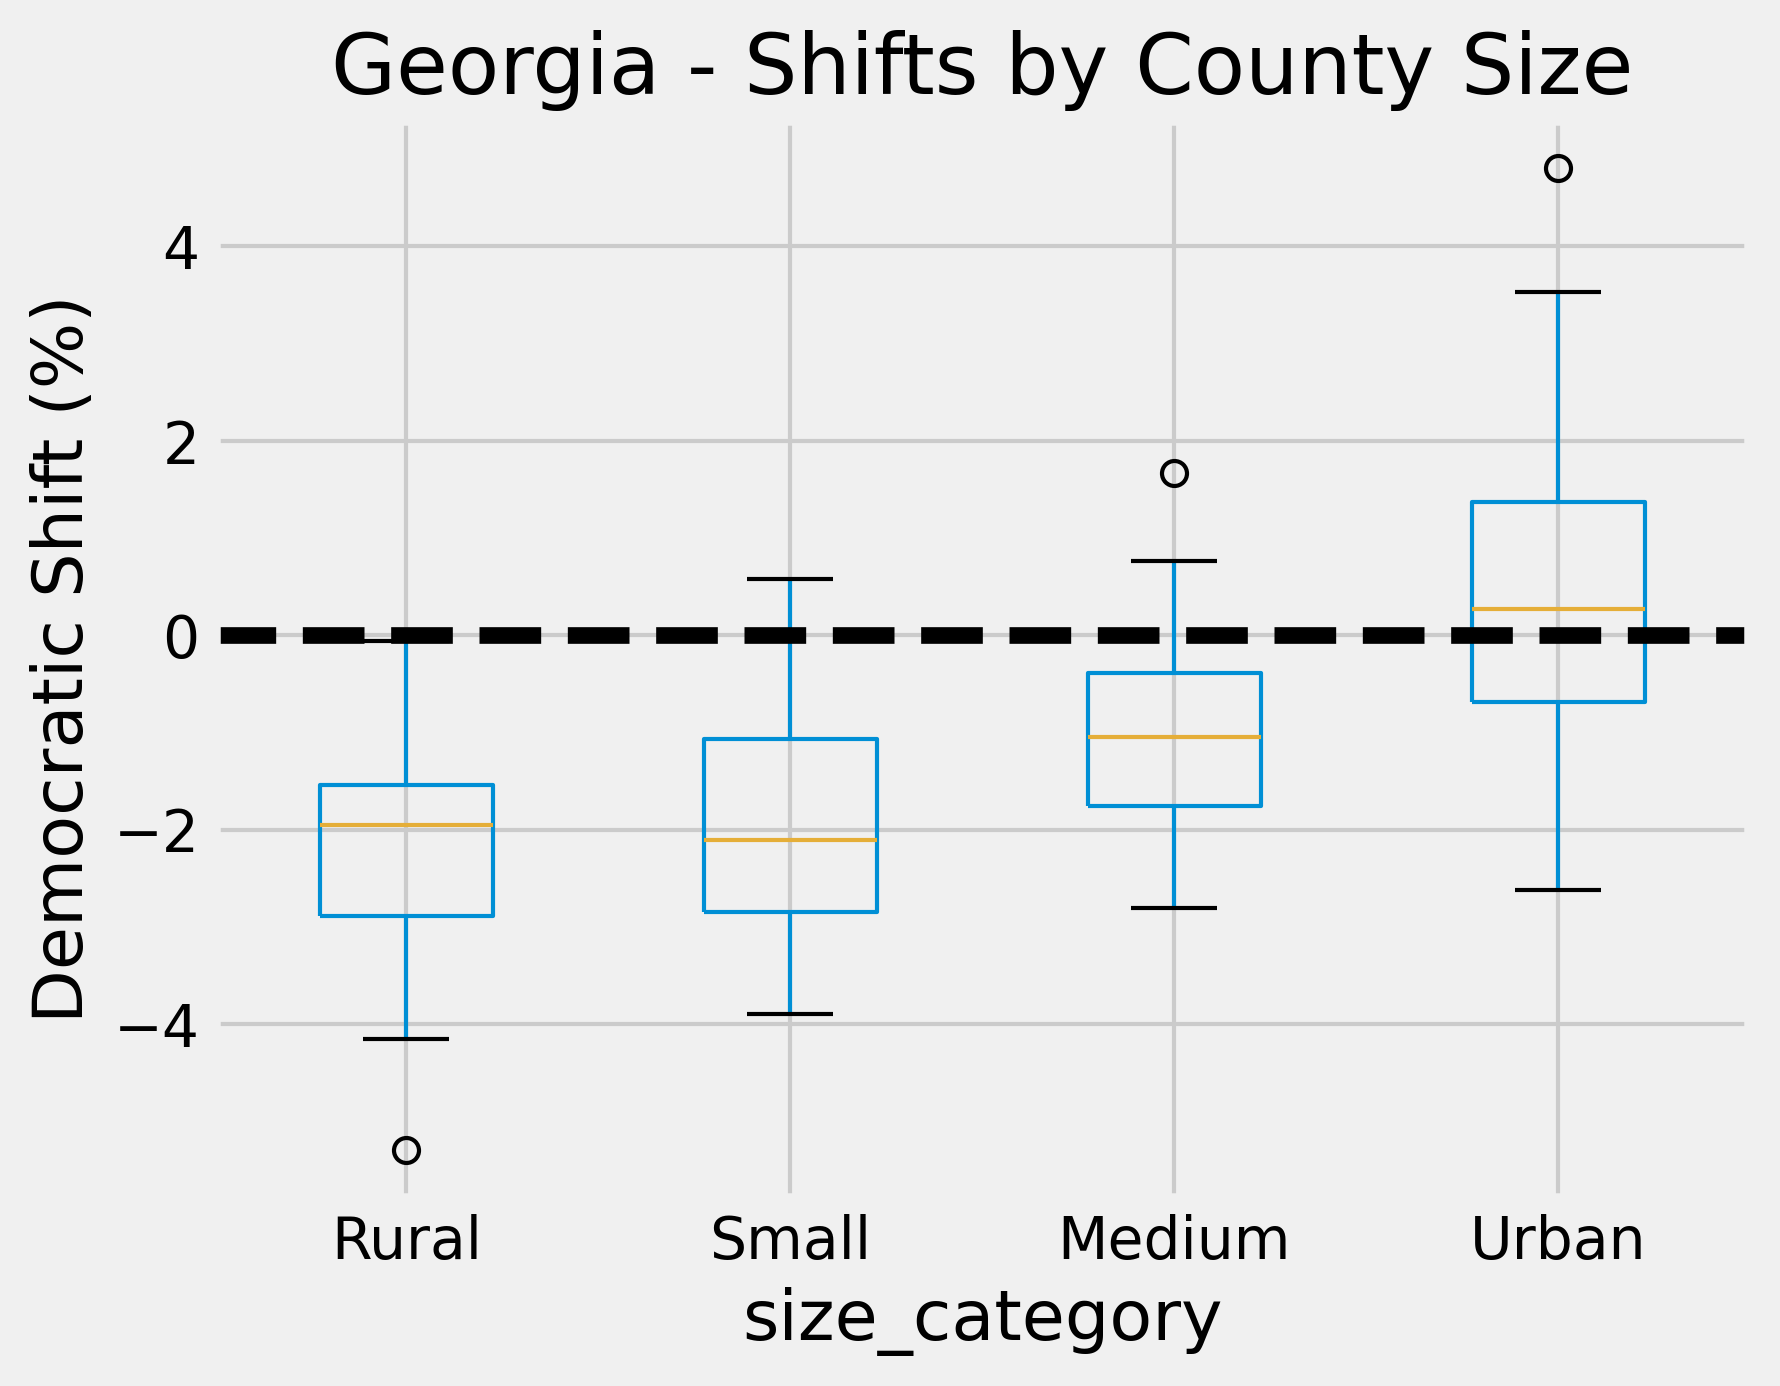 Georgia - Shifts by County Size
Democratic Shift (%)
4
2
0
−2
−4
Rural Small Medium Urban
size_category